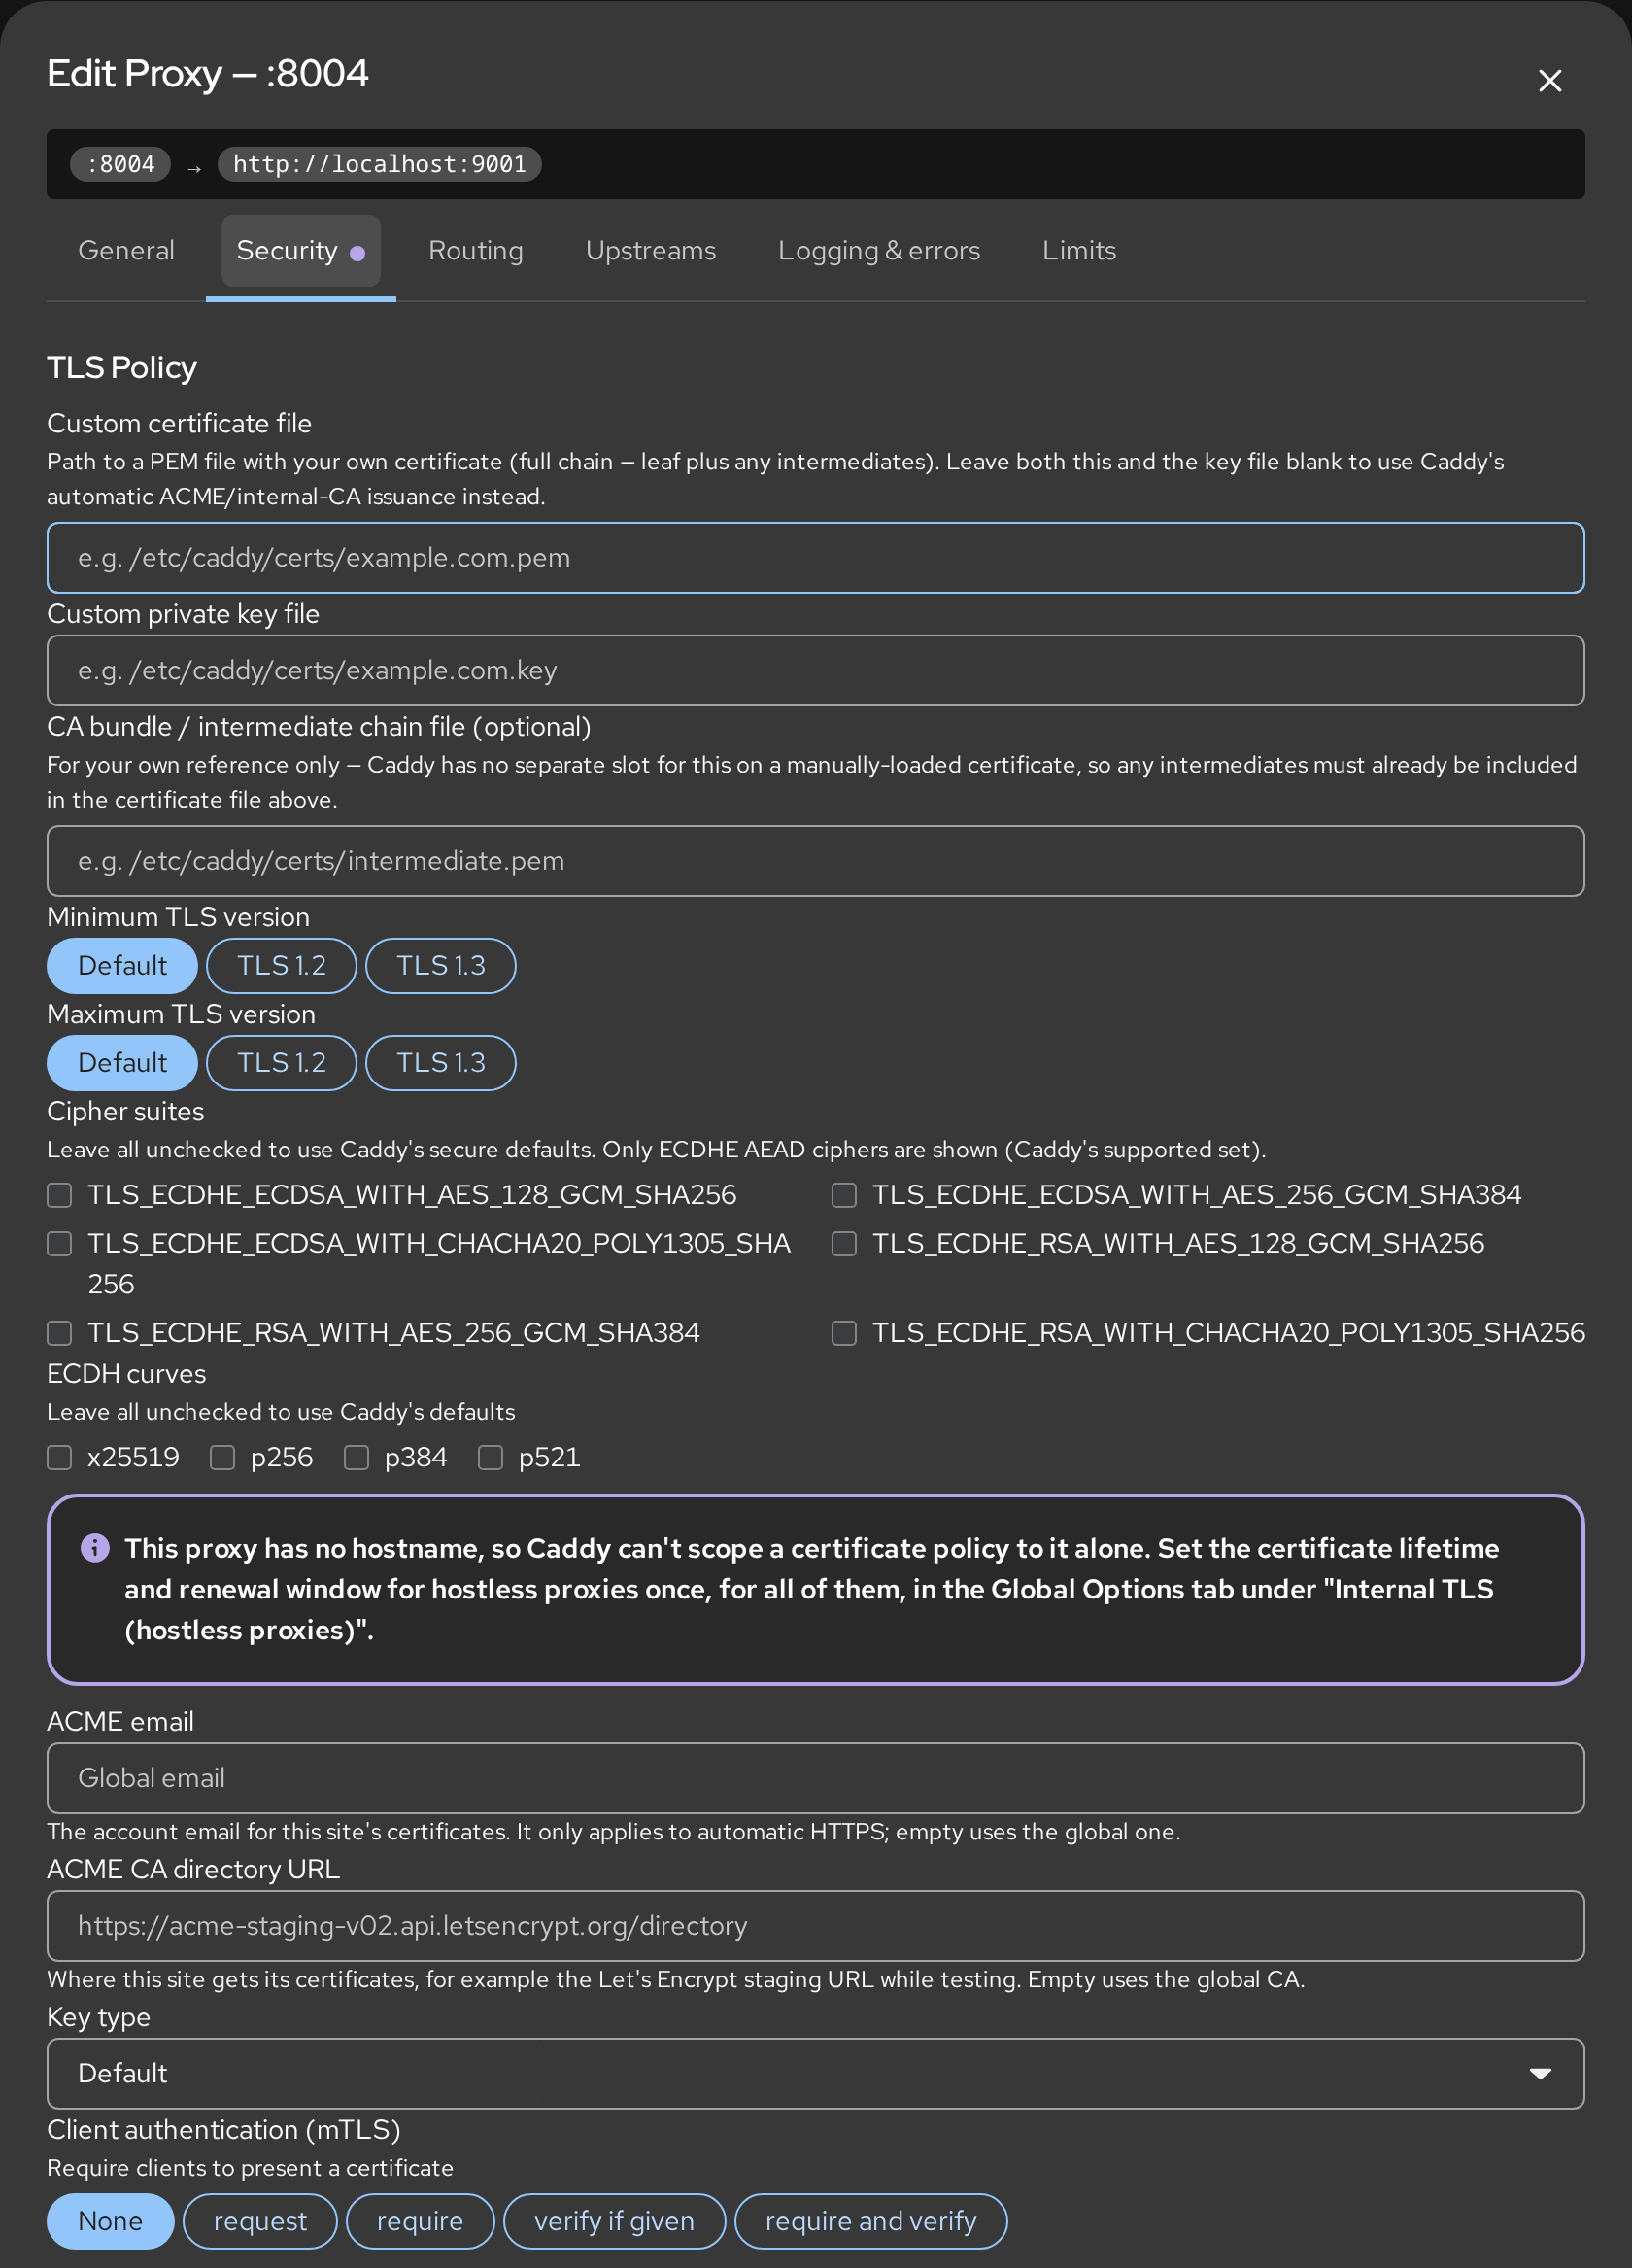 Edit Proxy – :8004
:8004 → http://localhost:9001
General Security Routing Upstreams Logging & errors Limits
TLS Policy
Custom certificate file
Path to a PEM file with your own certificate (full chain – leaf plus any intermediates). Leave both this and the key file blank to use Caddy's
automatic ACME/internal-CA issuance instead.
e.g. /etc/caddy/certs/example.com.pem
Custom private key file
e.g. /etc/caddy/certs/example.com.key
CA bundle / intermediate chain file (optional)
For your own reference only – Caddy has no separate slot for this on a manually-loaded certificate, so any intermediates must already be included
in the certificate file above.
e.g. /etc/caddy/certs/intermediate.pem
Minimum TLS version
Default TLS 1.2 TLS 1.3
Maximum TLS version
Default TLS 1.2 TLS 1.3
Cipher suites
Leave all unchecked to use Caddy's secure defaults. Only ECDHE AEAD ciphers are shown (Caddy's supported set).
TLS_ECDHE_ECDSA_WITH_AES_128_GCM_SHA256 TLS_ECDHE_ECDSA_WITH_AES_256_GCM_SHA384
TLS_ECDHE_ECDSA_WITH_CHACHA20_POLY1305_SHA TLS_ECDHE_RSA_WITH_AES_128_GCM_SHA256
256
TLS_ECDHE_RSA_WITH_AES_256_GCM_SHA384 TLS_ECDHE_RSA_WITH_CHACHA20_POLY1305_SHA256
ECDH curves
Leave all unchecked to use Caddy's defaults
x25519 p256 p384 p521
This proxy has no hostname, so Caddy can't scope a certificate policy to it alone. Set the certificate lifetime
and renewal window for hostless proxies once, for all of them, in the Global Options tab under "Internal TLS
(hostless proxies)".
ACME email
Global email
The account email for this site's certificates. It only applies to automatic HTTPS; empty uses the global one.
ACME CA directory URL
https://acme-staging-v02.api.letsencrypt.org/directory
Where this site gets its certificates, for example the Let's Encrypt staging URL while testing. Empty uses the global CA.
Key type
Default
Client authentication (mTLS)
Require clients to present a certificate
None request require verify if given require and verify